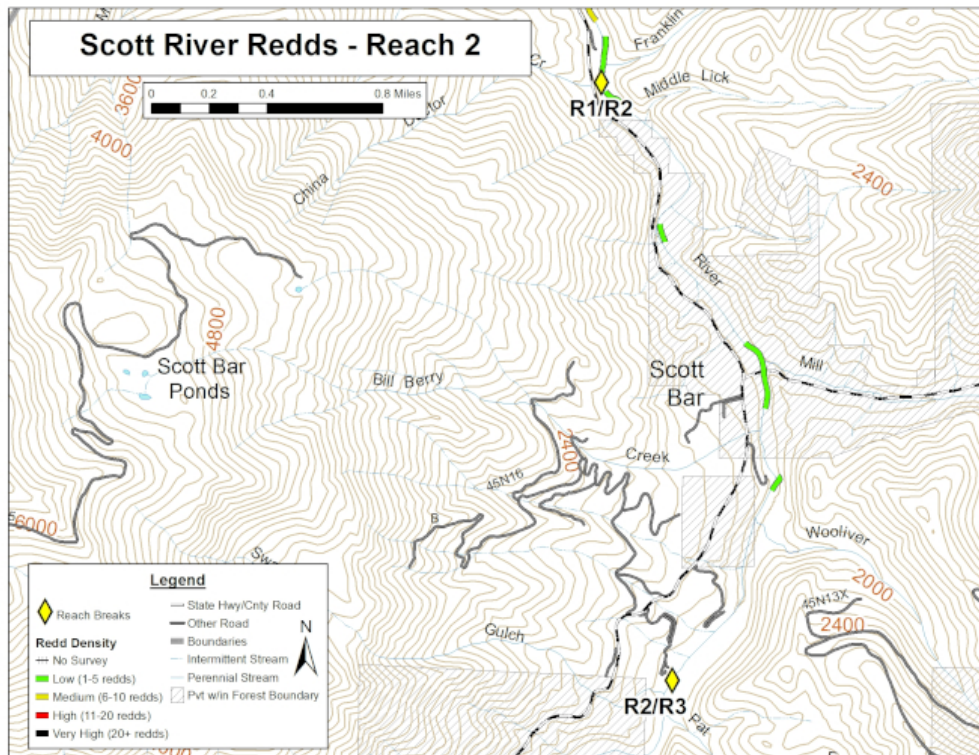 Scott River Redds - Reach 2
0 0.2 0.4 0.8 Miles
Franklin
Middle Lick
R1/R2
Cr
Doctor
China
3600
4000
2400
River
4800
Scott Bar
Ponds
Bill Berry
Scott
Bar
Mill
2400
Creek
45N16
B
6000
Wooliver
2000
45N13X
2400
Gulch
R2/R3
Pat
Legend
Reach Breaks
Redd Density
No Survey
Low (1-5 redds)
Medium (6-10 redds)
High (11-20 redds)
Very High (20+ redds)
State Hwy/Cnty Road
Other Road
Boundaries
Intermittent Stream
Perennial Stream
Pvt w/in Forest Boundary
N